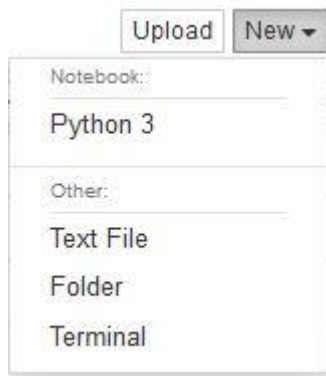 Upload New
Notebook:
Python 3
Other:
Text File
Folder
Terminal